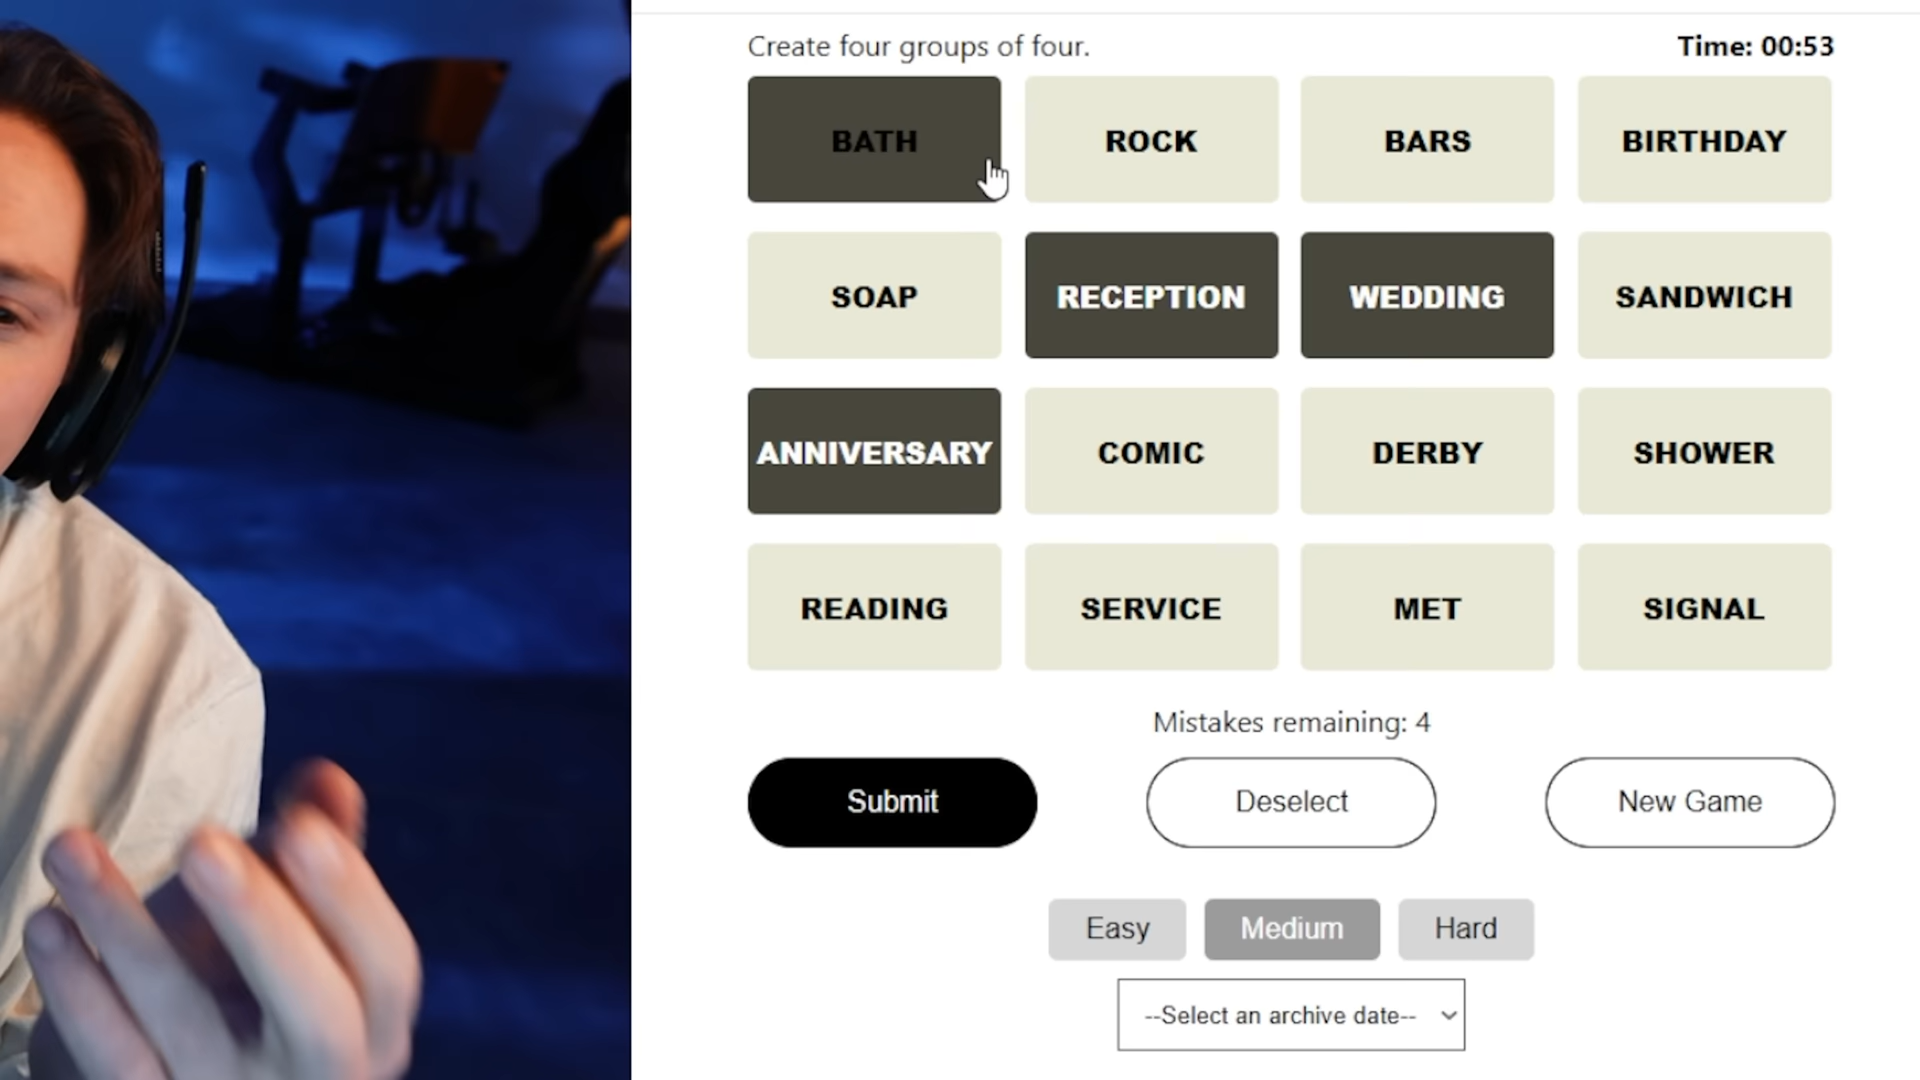 Create four groups of four.
Time: 00:53
BATH ROCK BARS BIRTHDAY
SOAP RECEPTION WEDDING SANDWICH
ANNIVERSARY COMIC DERBY SHOWER
READING SERVICE MET SIGNAL
Mistakes remaining: 4
Submit Deselect New Game
Easy Medium Hard
--Select an archive date--